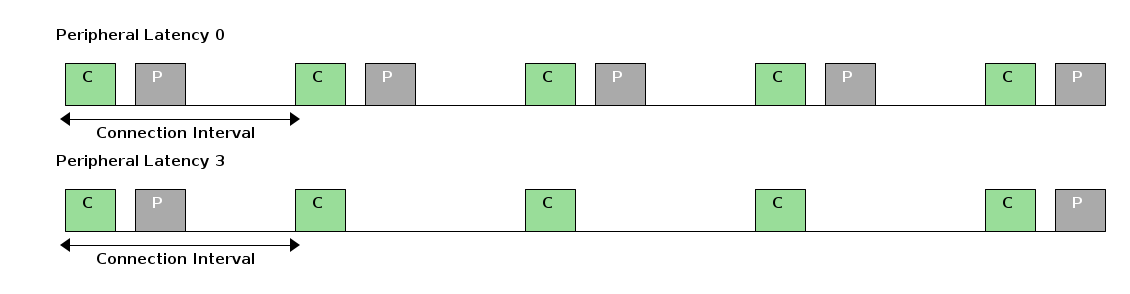 Peripheral Latency 0
C P C P C P C P C P
Connection Interval
Peripheral Latency 3
C P C C C C P
Connection Interval